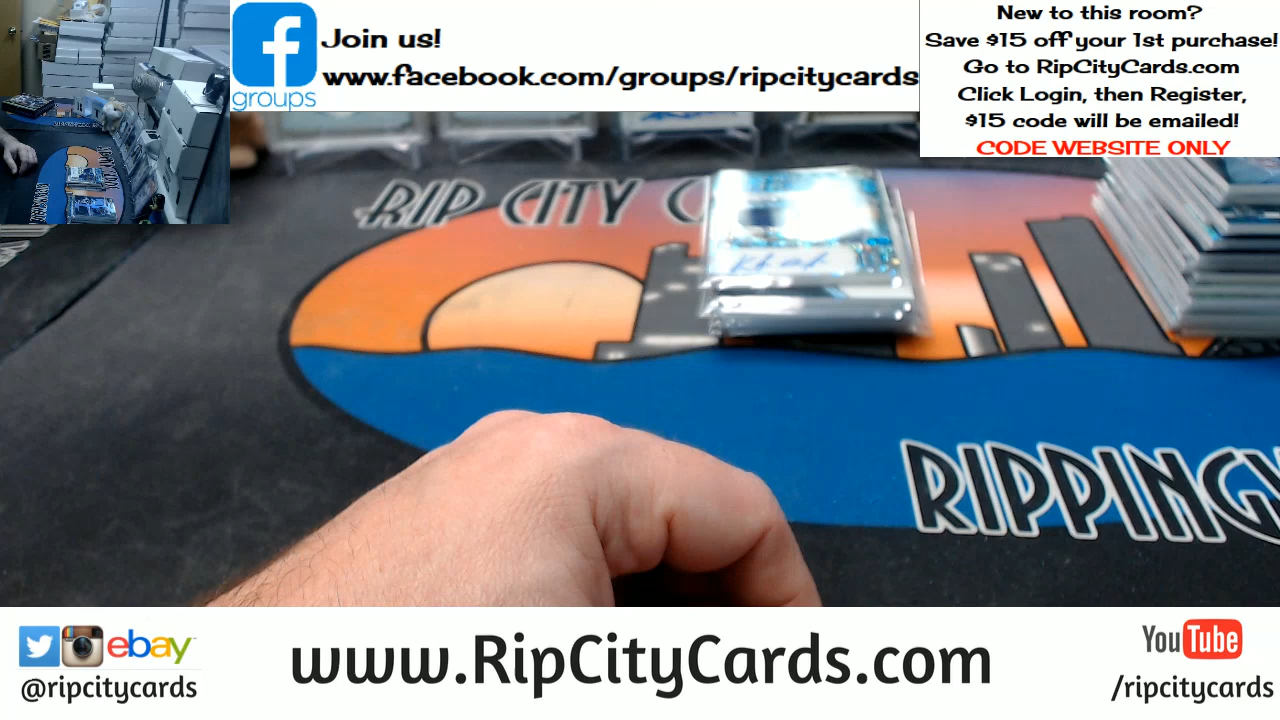 Join us!
www.facebook.com/groups/ripcitycards
groups
New to this room?
Save $15 off your 1st purchase!
Go to RipCityCards.com
Click Login, then Register,
$15 code will be emailed!
CODE WEBSITE ONLY
RIP CITY C
RIPPING
ebay
@ripcitycards
www.RipCityCards.com
YouTube
/ripcitycards